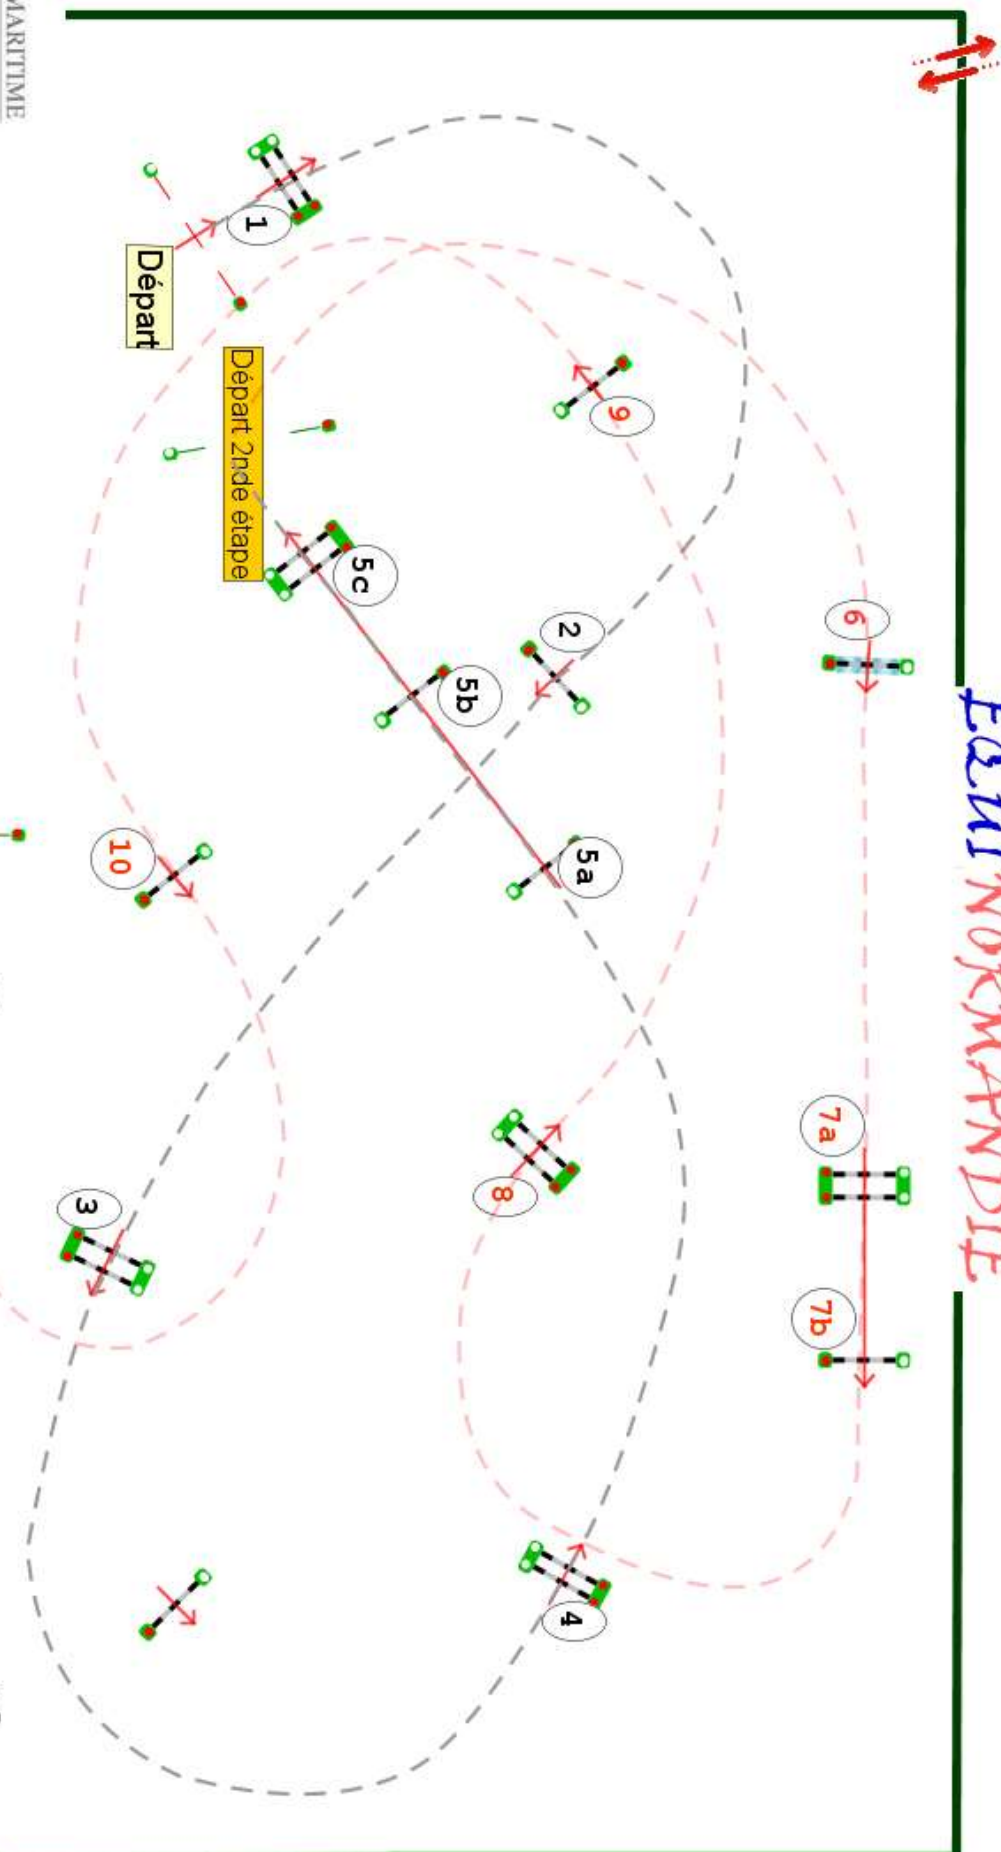 EQUI NORMANDIE
MARITIME
Départ
1
Départ 2nde étape
9
2
5c
5b
5a
6
10
7a
7b
8
3
4